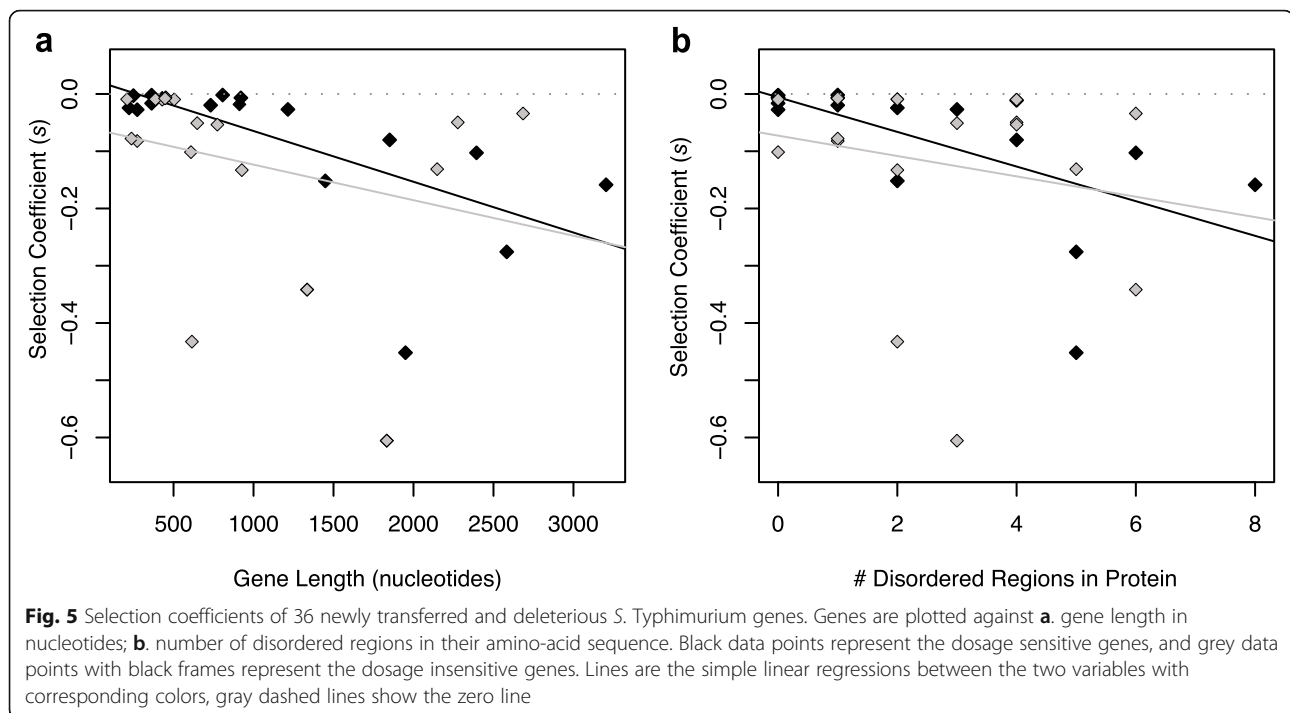 a
b
0.0
−0.2
−0.4
−0.6
Selection Coefficient (s)
500 1000 1500 2000 2500 3000
Gene Length (nucleotides)
0.0
−0.2
−0.4
−0.6
Selection Coefficient (s)
0 2 4 6 8
# Disordered Regions in Protein
Fig. 5 Selection coefficients of 36 newly transferred and deleterious S. Typhimurium genes. Genes are plotted against a. gene length in
nucleotides; b. number of disordered regions in their amino-acid sequence. Black data points represent the dosage sensitive genes, and grey data
points with black frames represent the dosage insensitive genes. Lines are the simple linear regressions between the two variables with
corresponding colors, gray dashed lines show the zero line